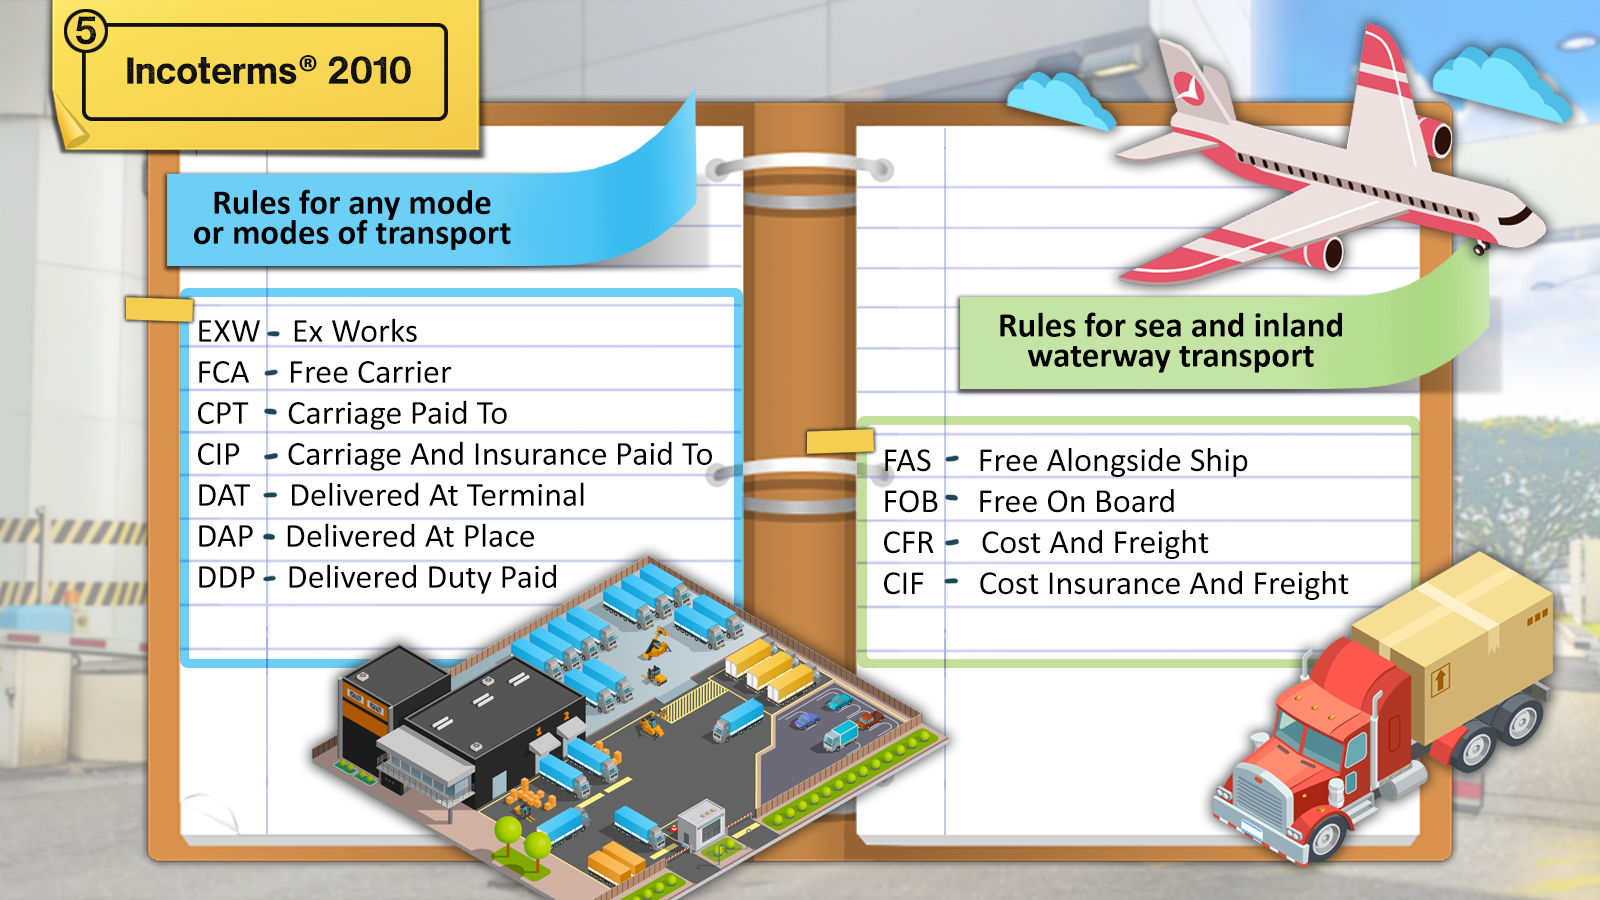 5
Incoterms® 2010
Rules for any mode
or modes of transport
EXW - Ex Works
FCA - Free Carrier
CPT - Carriage Paid To
CIP - Carriage And Insurance Paid To
DAT - Delivered At Terminal
DAP - Delivered At Place
DDP - Delivered Duty Paid
Rules for sea and inland
waterway transport
FAS - Free Alongside Ship
FOB - Free On Board
CFR - Cost And Freight
CIF - Cost Insurance And Freight
1
2